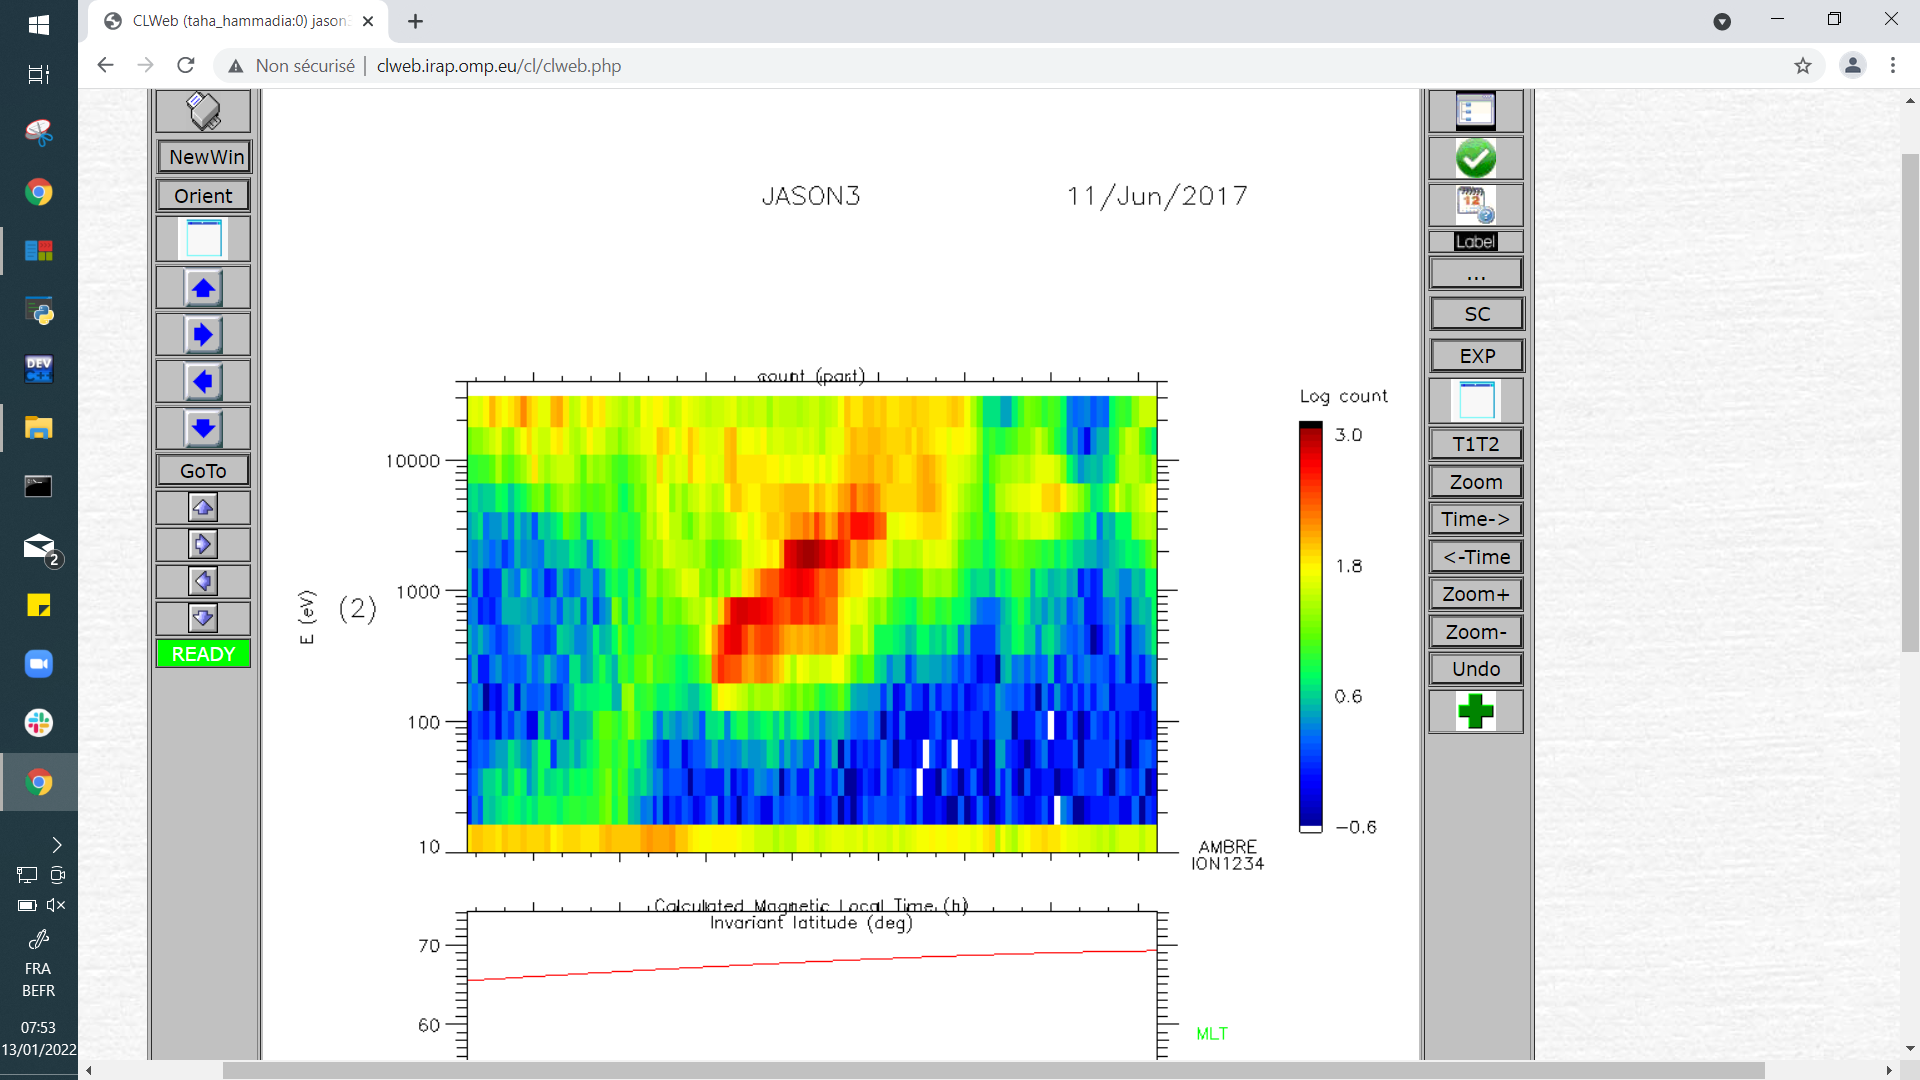 CLWeb (taha_hammadia:0) jason3
Non sécurisé | clweb.irap.omp.eu/cl/clweb.php
NewWin
Orient
GoTo
READY
JASON3
11/Jun/2017
count (part)
E (eV)
(2)
10000
1000
100
10
Log count
3.0
1.8
0.6
−0.6
AMBRE
ION1234
Calculated Magnetic Local Time (h)
Invariant latitude (deg)
70
60
MLT
12
Label
...
SC
EXP
T1T2
Zoom
Time->
<-Time
Zoom+
Zoom-
Undo
DEV
C++
2
FRA
BEFR
07:53
13/01/2022